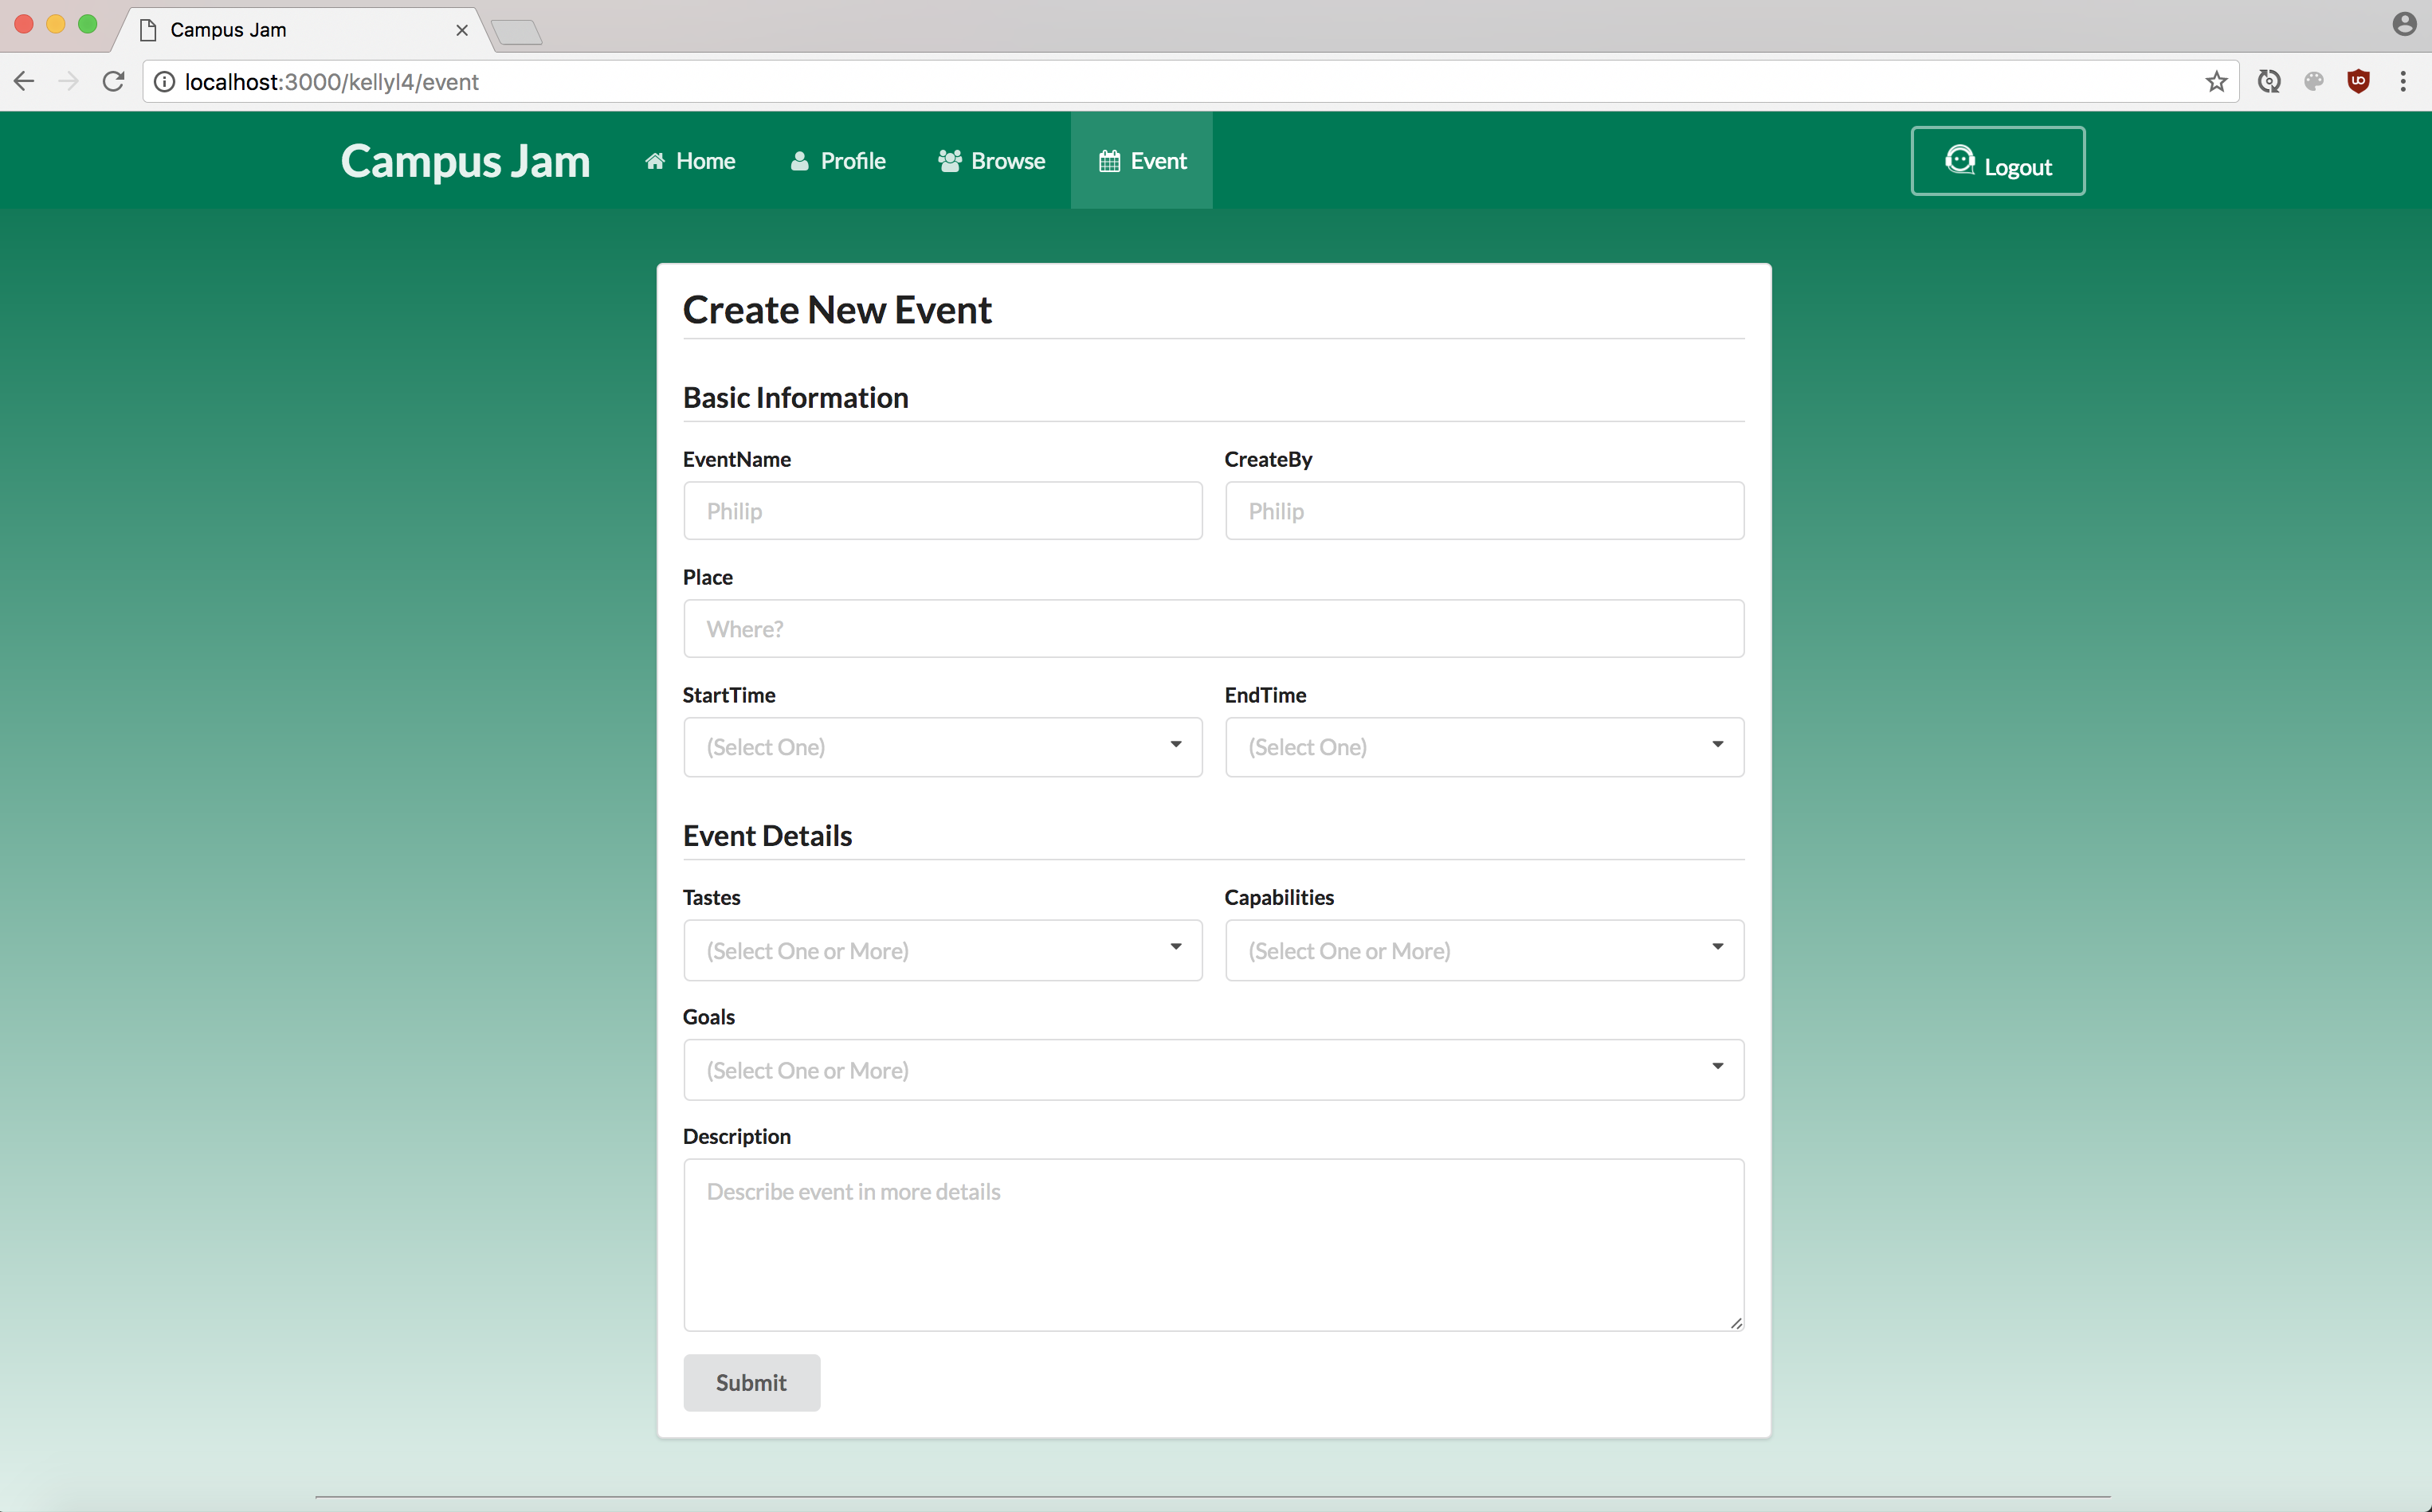 Campus Jam
localhost:3000/kellyl4/event
Campus Jam Home Profile Browse Event Logout
Create New Event
Basic Information
EventName CreateBy
Philip Philip
Place
Where?
StartTime EndTime
(Select One) (Select One)
Event Details
Tastes Capabilities
(Select One or More) (Select One or More)
Goals
(Select One or More)
Description
Describe event in more details
Submit